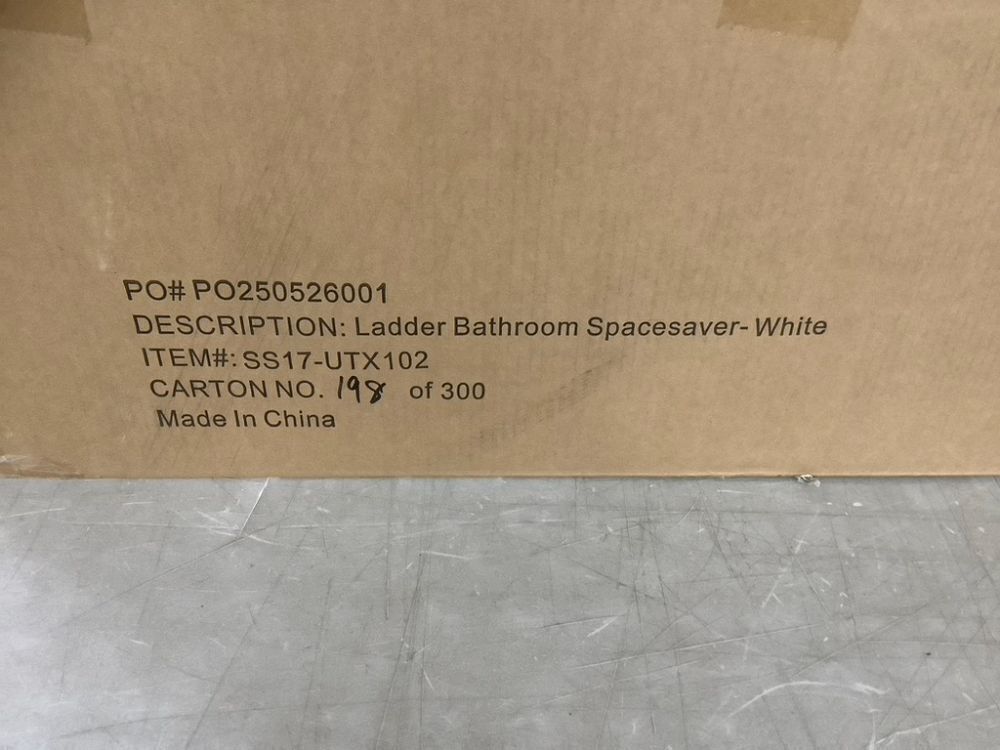 PO# PO250526001
DESCRIPTION: Ladder Bathroom Spacesaver- White
ITEM#: SS17-UTX102
CARTON NO. 198 of 300
Made In China